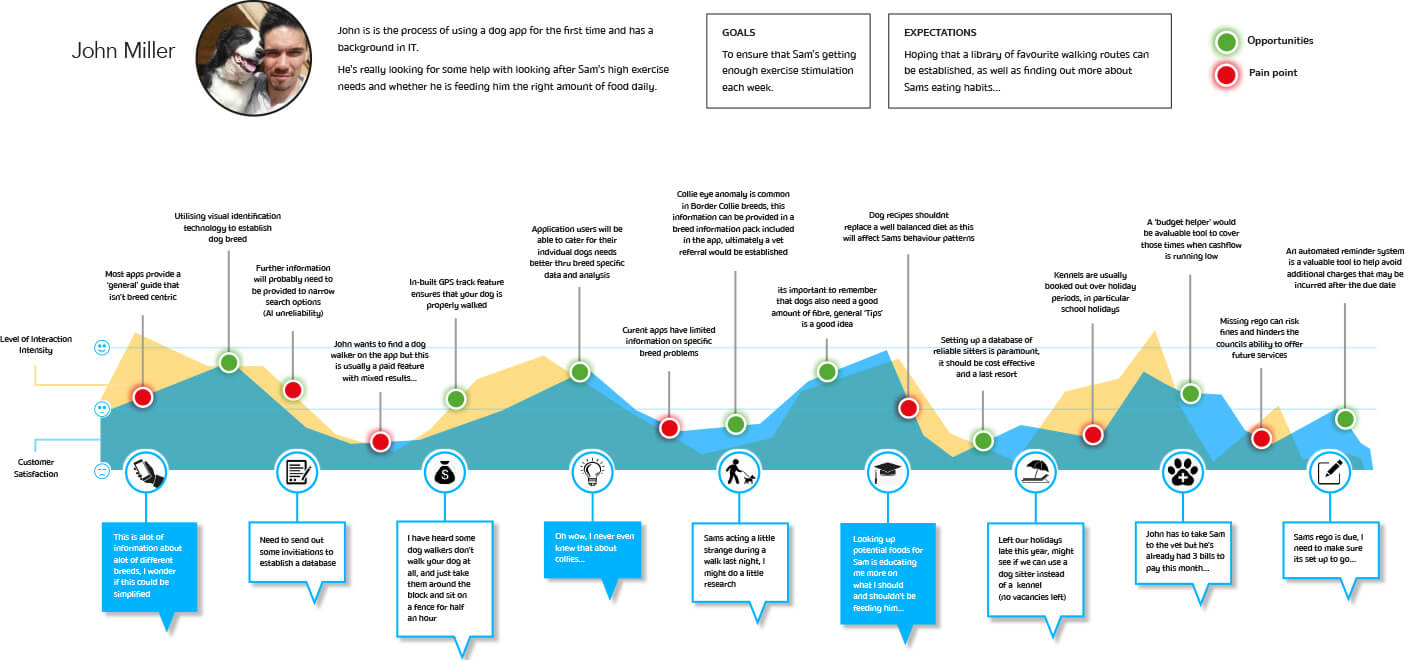 John Miller
John is is the process of using a dog app for the first time and has a
background in IT.
He's really looking for some help with looking after Sam's high exercise
needs and whether he is feeding him the right amount of food daily.
GOALS
To ensure that Sam's getting
enough exercise stimulation
each week.
EXPECTATIONS
Hoping that a library of favourite walking routes can
be established, as well as finding out more about
Sams eating habits...
Opportunities
Pain point
Most apps provide a
'general' guide that
isn't breed centric
Utilising visual identification
technology to establish
dog breed
Further information
will probably need to
be provided to narrow
search options
(AI unreliability)
John wants to find a dog
walker on the app but this
is usually a paid feature
with mixed results...
In-built GPS track feature
ensures that your dog is
properly walked
Application users will be
able to cater for their
indvidual dogs needs
better thru breed specific
data and analysis
Curent apps have limited
information on specific
breed problems
Collie eye anomaly is common
in Border Collie breeds, this
information can be provided in a
breed information pack included
in the app, ultimately a vet
referral would be established
its important to remember
that dogs also need a good
amount of fibre, general 'Tips'
is a good idea
Dog recipes shouldnt
replace a well balanced diet as this
will affect Sams behaviour patterns
Setting up a database of
reliable sitters is paramount,
it should be cost effective
and a last resort
Kennels are usually
booked out over holiday
periods, in particular
school holidays
A 'budget helper' would
be avaluable tool to cover
those times when cashflow
is running low
Missing rego can risk
fines and hinders the
councils ability to offer
future services
An automated reminder system
is a valuable tool to help avoid
additional charges that may be
incurred after the due date
Level of Interaction
Intensity
Customer
Satisfaction
$
This is alot of
information about
alot of different
breeds, I wonder
if this could be
simplified
Need to send out
some invitiations to
establish a database
I have heard some
dog walkers don't
walk your dog at
all, and just take
them around the
block and sit on
a fence for half
an hour
Oh wow, I never even
knew that about
collies...
Sams acting a little
strange during a
walk last night, I
might do a little
research
Looking up
potential foods for
Sam is educating
me more on
what I should
and shouldn't be
feeding him...
Left our holidays
late this year, might
see if we can use a
dog sitter instead
of a kennel
(no vacancies left)
John has to take Sam
to the vet but he's
already had 3 bills to
pay this month...
Sams rego is due, I
need to make sure
its set up to go...